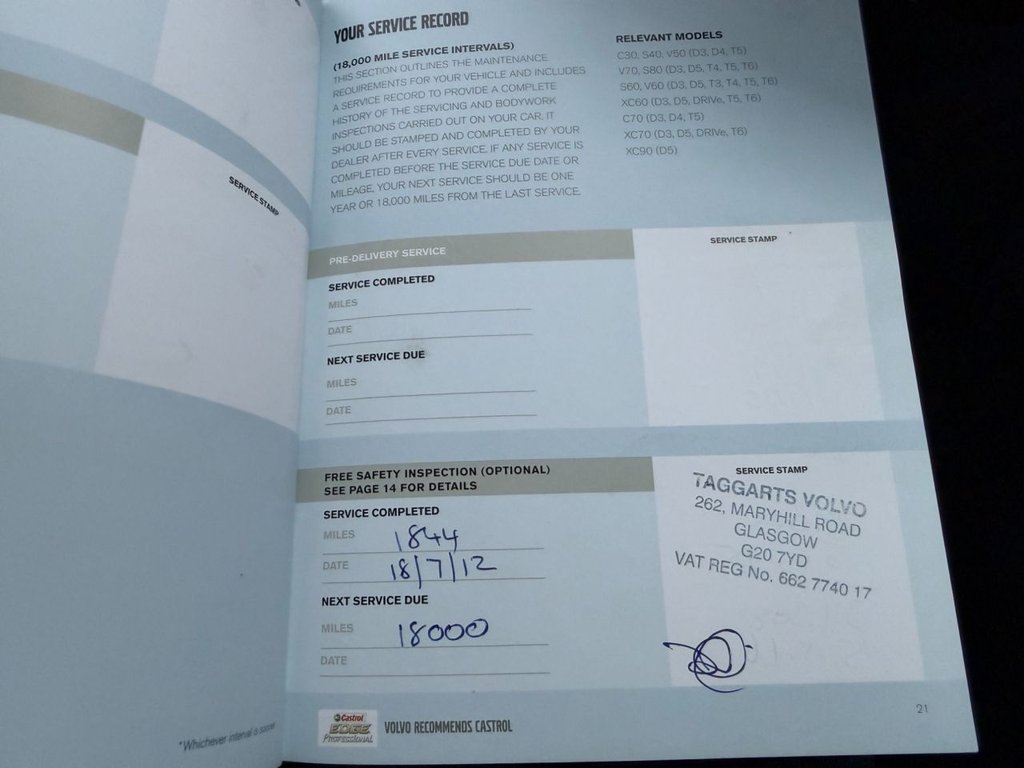 SERVICE STAMP
*Whichever interval is sooner
YOUR SERVICE RECORD
(18,000 MILE SERVICE INTERVALS)
THIS SECTION OUTLINES THE MAINTENANCE
REQUIREMENTS FOR YOUR VEHICLE AND INCLUDES
A SERVICE RECORD TO PROVIDE A COMPLETE
HISTORY OF THE SERVICING AND BODYWORK
INSPECTIONS CARRIED OUT ON YOUR CAR. IT
SHOULD BE STAMPED AND COMPLETED BY YOUR
DEALER AFTER EVERY SERVICE. IF ANY SERVICE IS
COMPLETED BEFORE THE SERVICE DUE DATE OR
MILEAGE, YOUR NEXT SERVICE SHOULD BE ONE
YEAR OR 18,000 MILES FROM THE LAST SERVICE.
RELEVANT MODELS
C30, S40, V50 (D3, D4, T5)
V70, S80 (D3, D5, T4, T5, T6)
S60, V60 (D3, D5, T3, T4, T5, T6)
XC60 (D3, D5, DRIVe, T5, T6)
C70 (D3, D4, T5)
XC70 (D3, D5, DRIVe, T6)
XC90 (D5)
PRE-DELIVERY SERVICE
SERVICE COMPLETED
MILES
DATE
NEXT SERVICE DUE
MILES
DATE
SERVICE STAMP
FREE SAFETY INSPECTION (OPTIONAL)
SEE PAGE 14 FOR DETAILS
SERVICE COMPLETED
MILES 1844
DATE 18/7/12
NEXT SERVICE DUE
MILES 18000
DATE
SERVICE STAMP
TAGGARTS VOLVO
262, MARYHILL ROAD
GLASGOW
G20 7YD
VAT REG No. 662 7740 17
Castrol
EDGE
PROFESSIONAL
VOLVO RECOMMENDS CASTROL
21